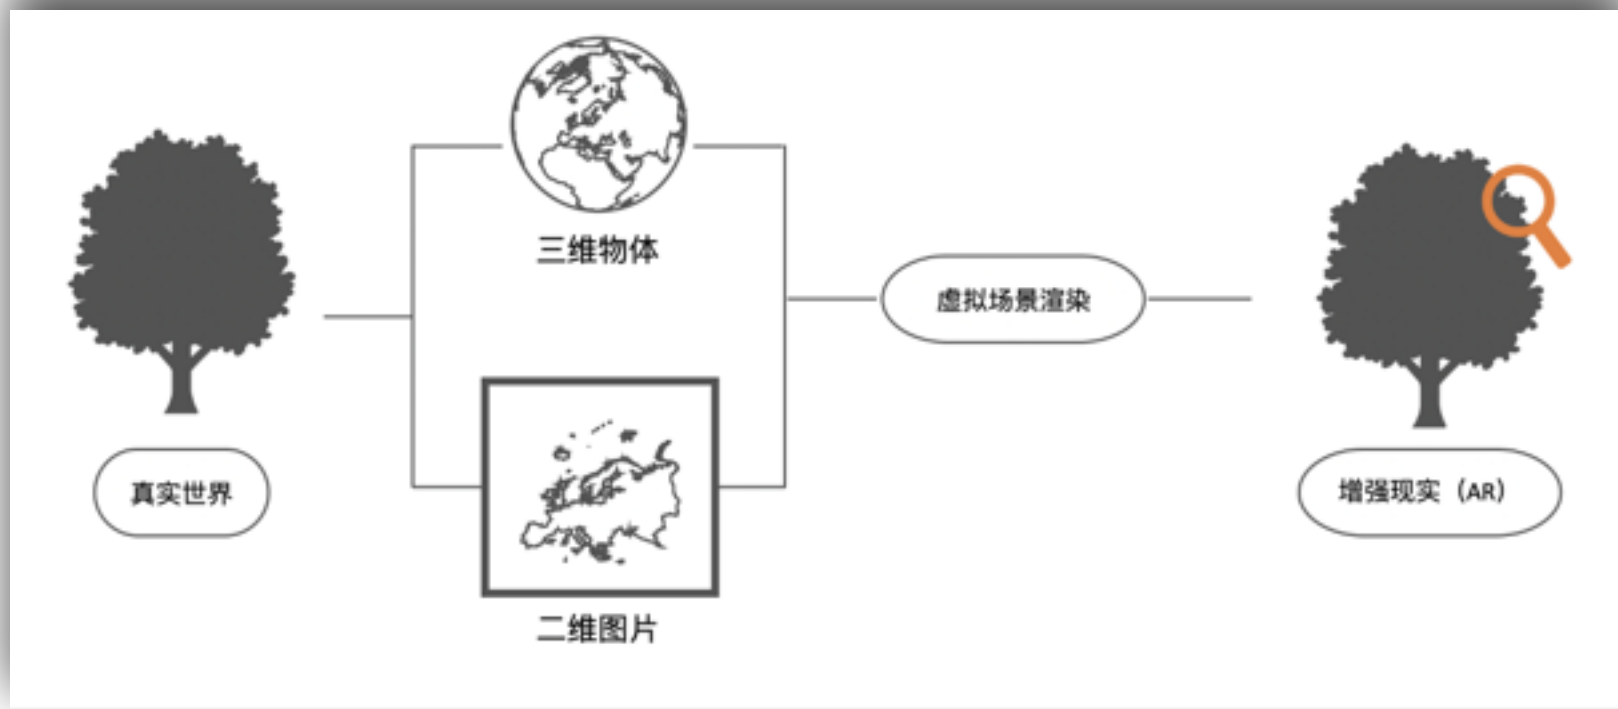 三维物体
虚拟场景渲染
真实世界
增强现实（AR）
二维图片